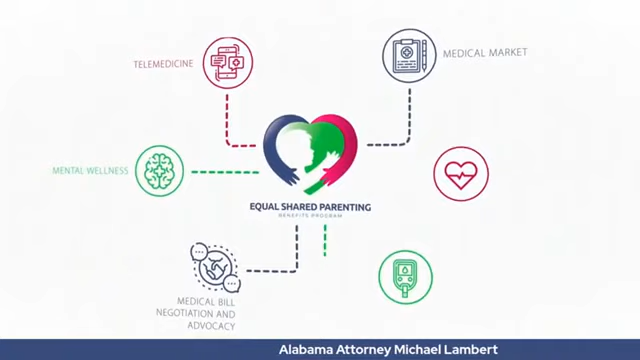 TELEMEDICINE
MEDICAL MARKET
MENTAL WELLNESS
EQUAL SHARED PARENTING
BENEFITS PROGRAM
MEDICAL BILL
NEGOTIATION AND
ADVOCACY
Alabama Attorney Michael Lambert